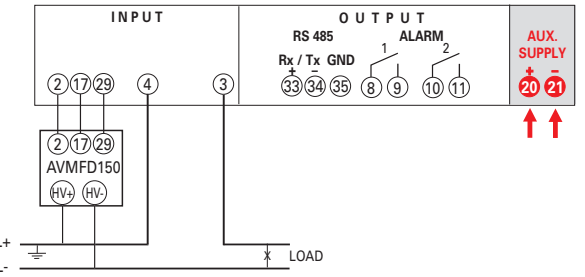 INPUT
OUTPUT
RS 485 ALARM
AUX.
SUPPLY
1 2
Rx / Tx GND
+ − + −
2 17 29 4 3 33 34 35 8 9 10 11 20 21
2 17 29
AVMFD150
HV+ HV-
L+
X LOAD
L-